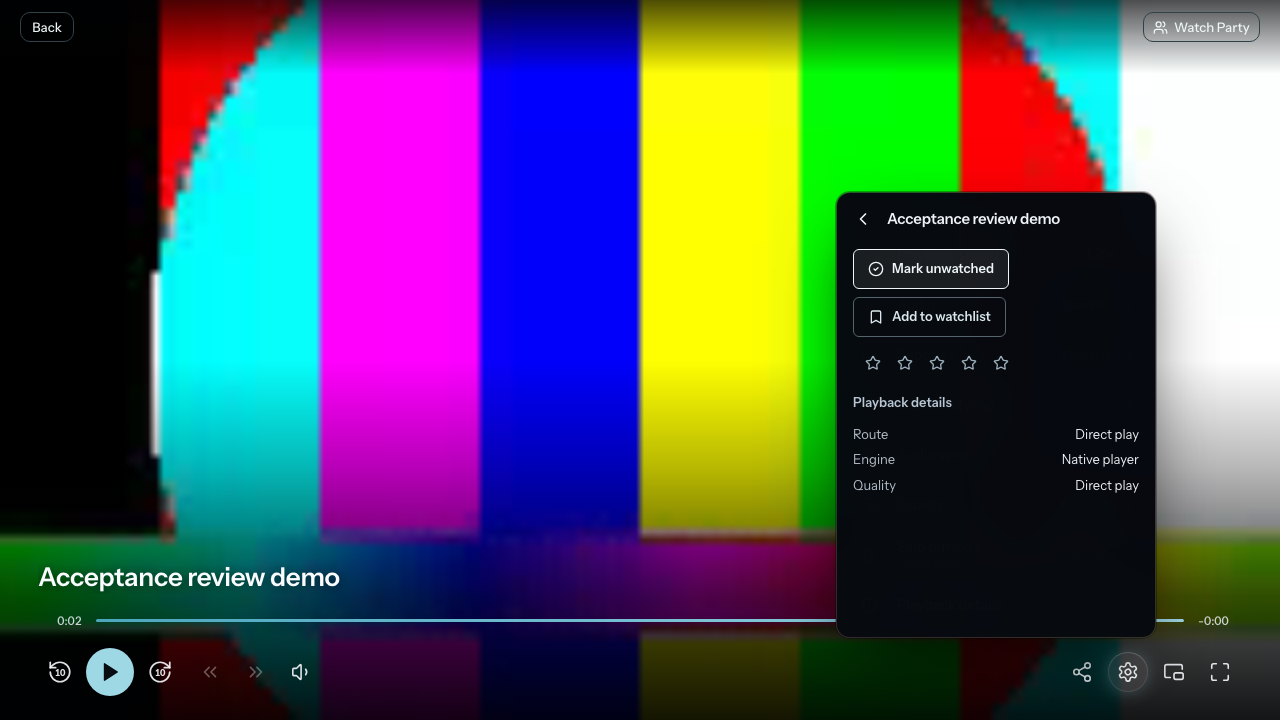 Back
Watch Party
Acceptance review demo
Mark unwatched
Add to watchlist
Playback details
Route Direct play
Engine Native player
Quality Direct play
Acceptance review demo
0:02 -0:00
10 10